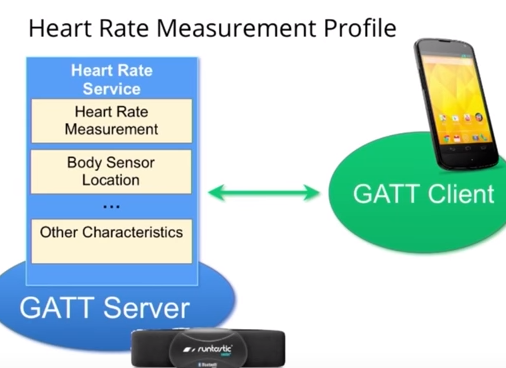 Heart Rate Measurement Profile
Heart Rate
Service
Heart Rate
Measurement
Body Sensor
Location
...
Other Characteristics
GATT Server
GATT Client
runtastic
Bluetooth